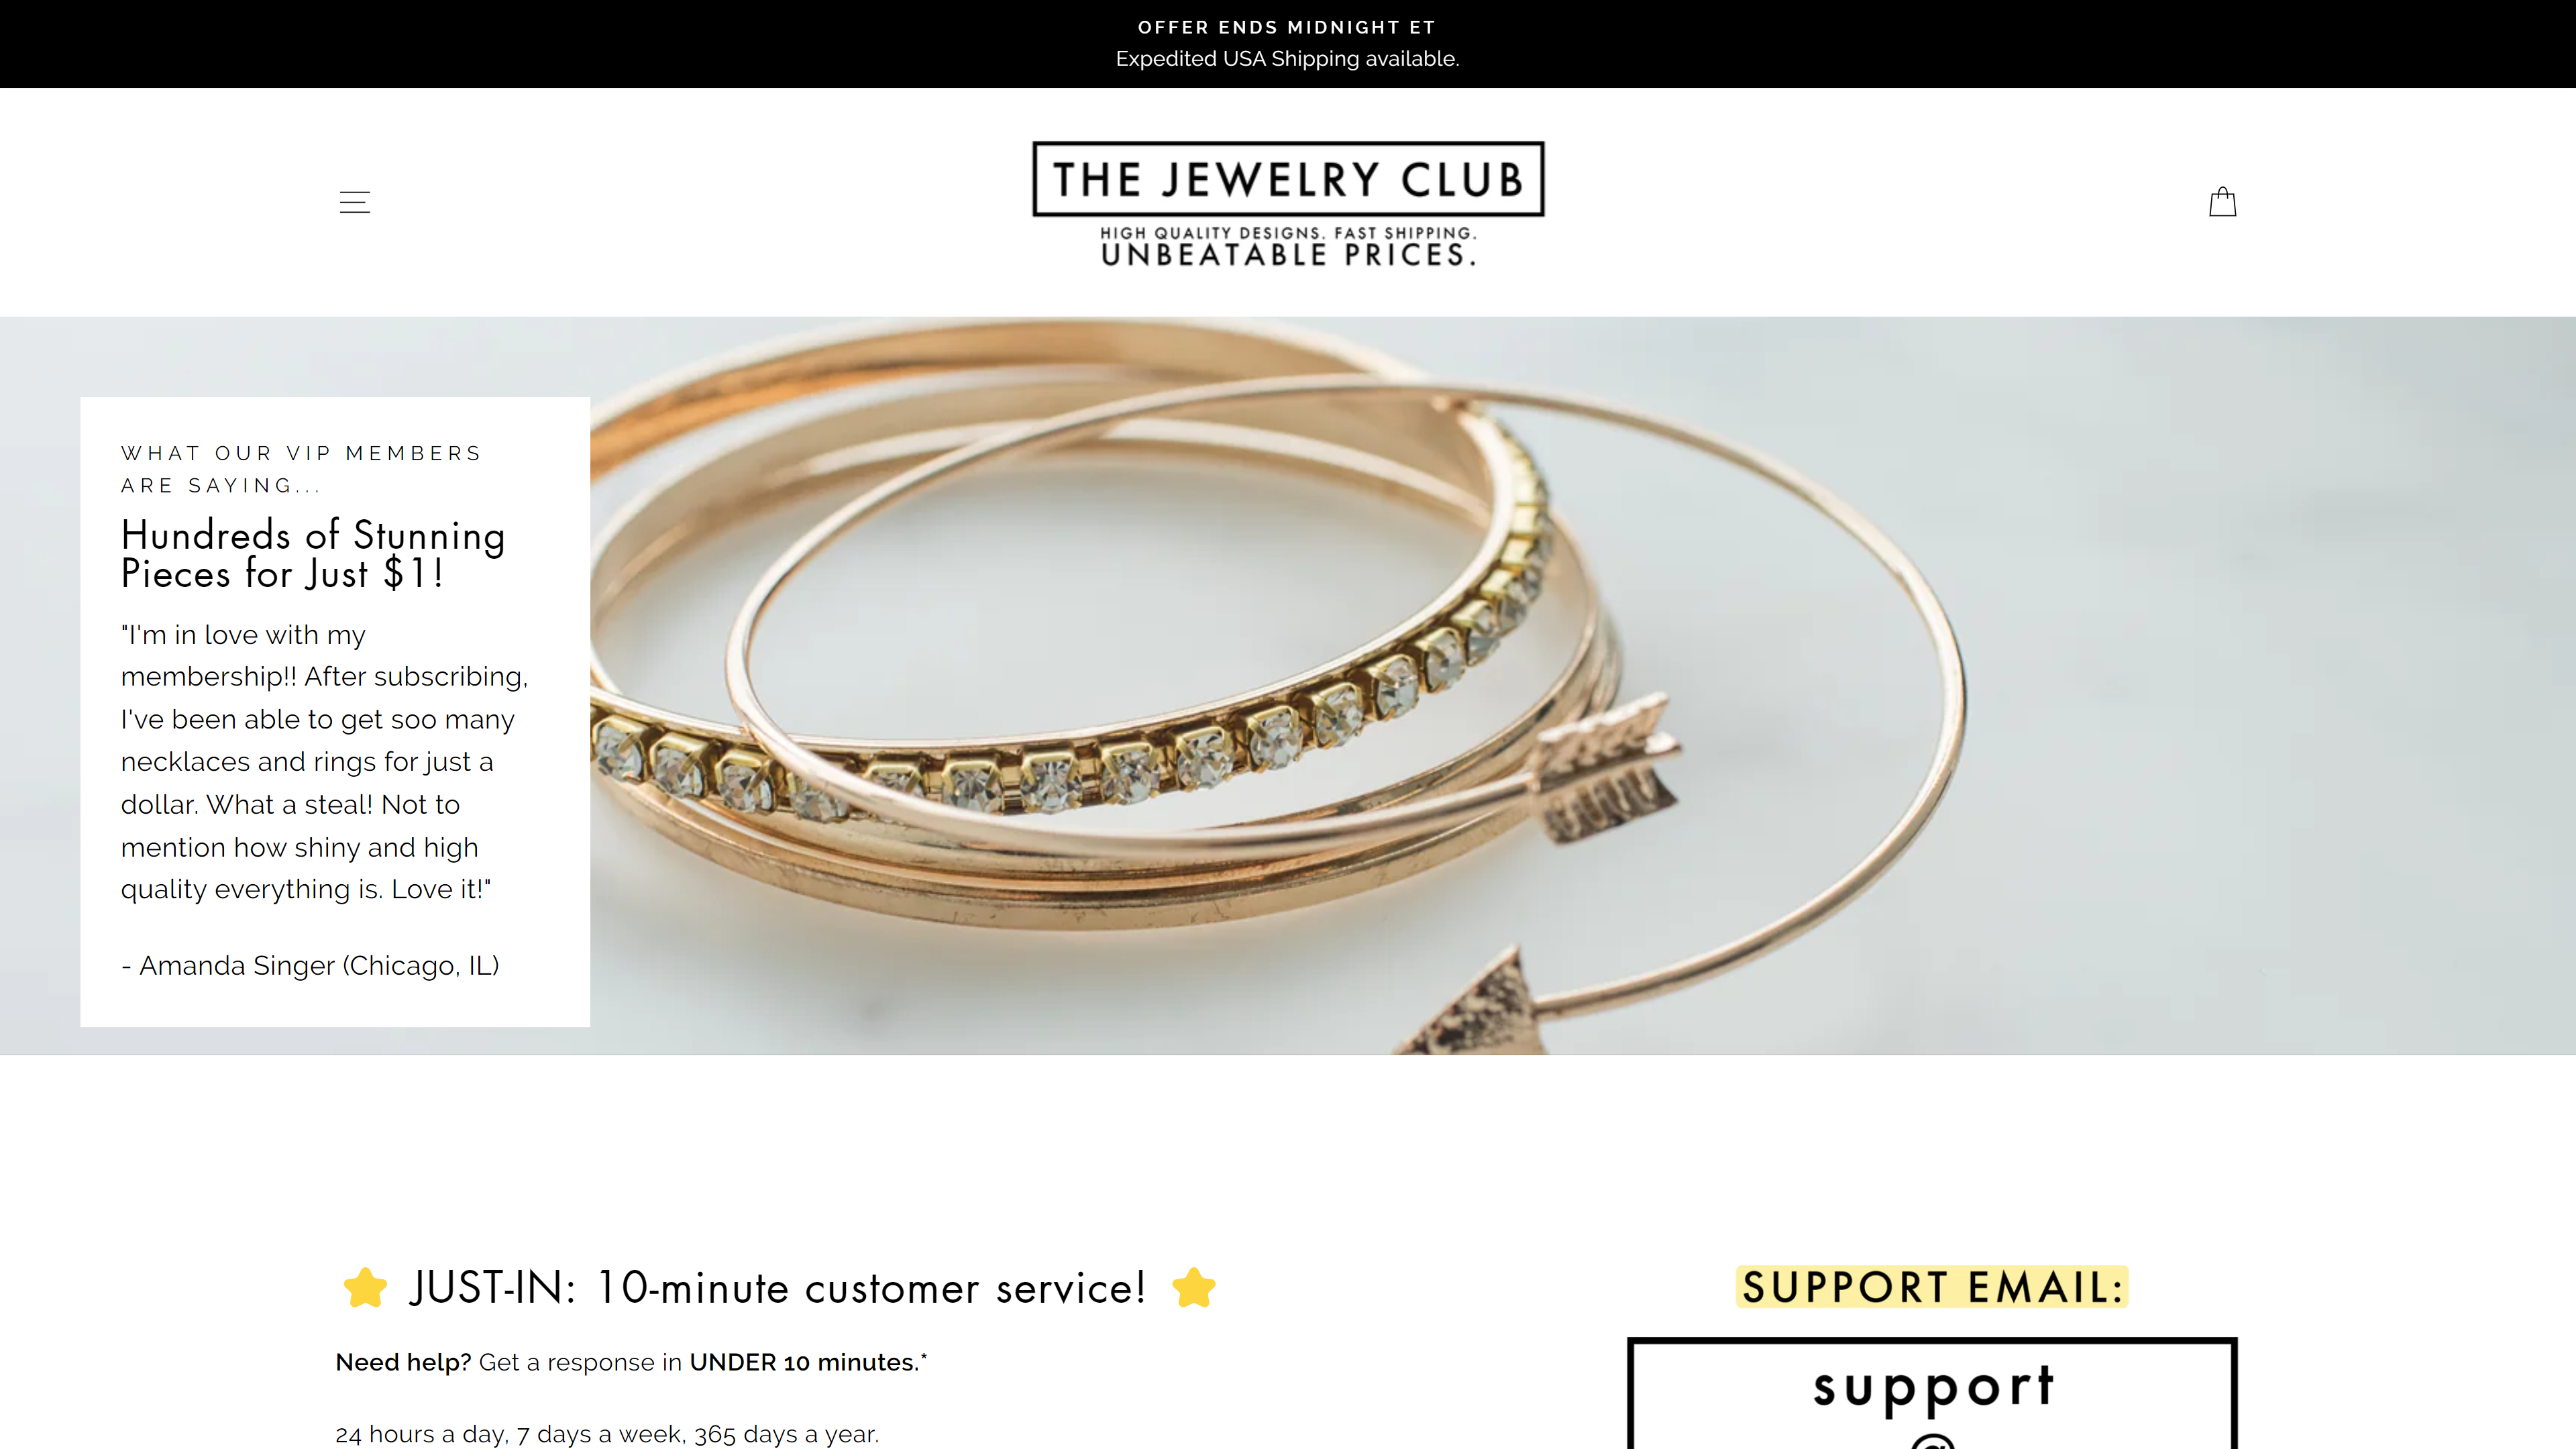 OFFER ENDS MIDNIGHT ET
Expedited USA Shipping available.
THE JEWELRY CLUB
HIGH QUALITY DESIGNS. FAST SHIPPING.
UNBEATABLE PRICES.
WHAT OUR VIP MEMBERS
ARE SAYING...
Hundreds of Stunning
Pieces for Just $1!
"I'm in love with my
membership!! After subscribing,
I've been able to get soo many
necklaces and rings for just a
dollar. What a steal! Not to
mention how shiny and high
quality everything is. Love it!"
- Amanda Singer (Chicago, IL)
JUST-IN: 10-minute customer service!
Need help? Get a response in UNDER 10 minutes.*
24 hours a day, 7 days a week, 365 days a year.
SUPPORT EMAIL:
support
@